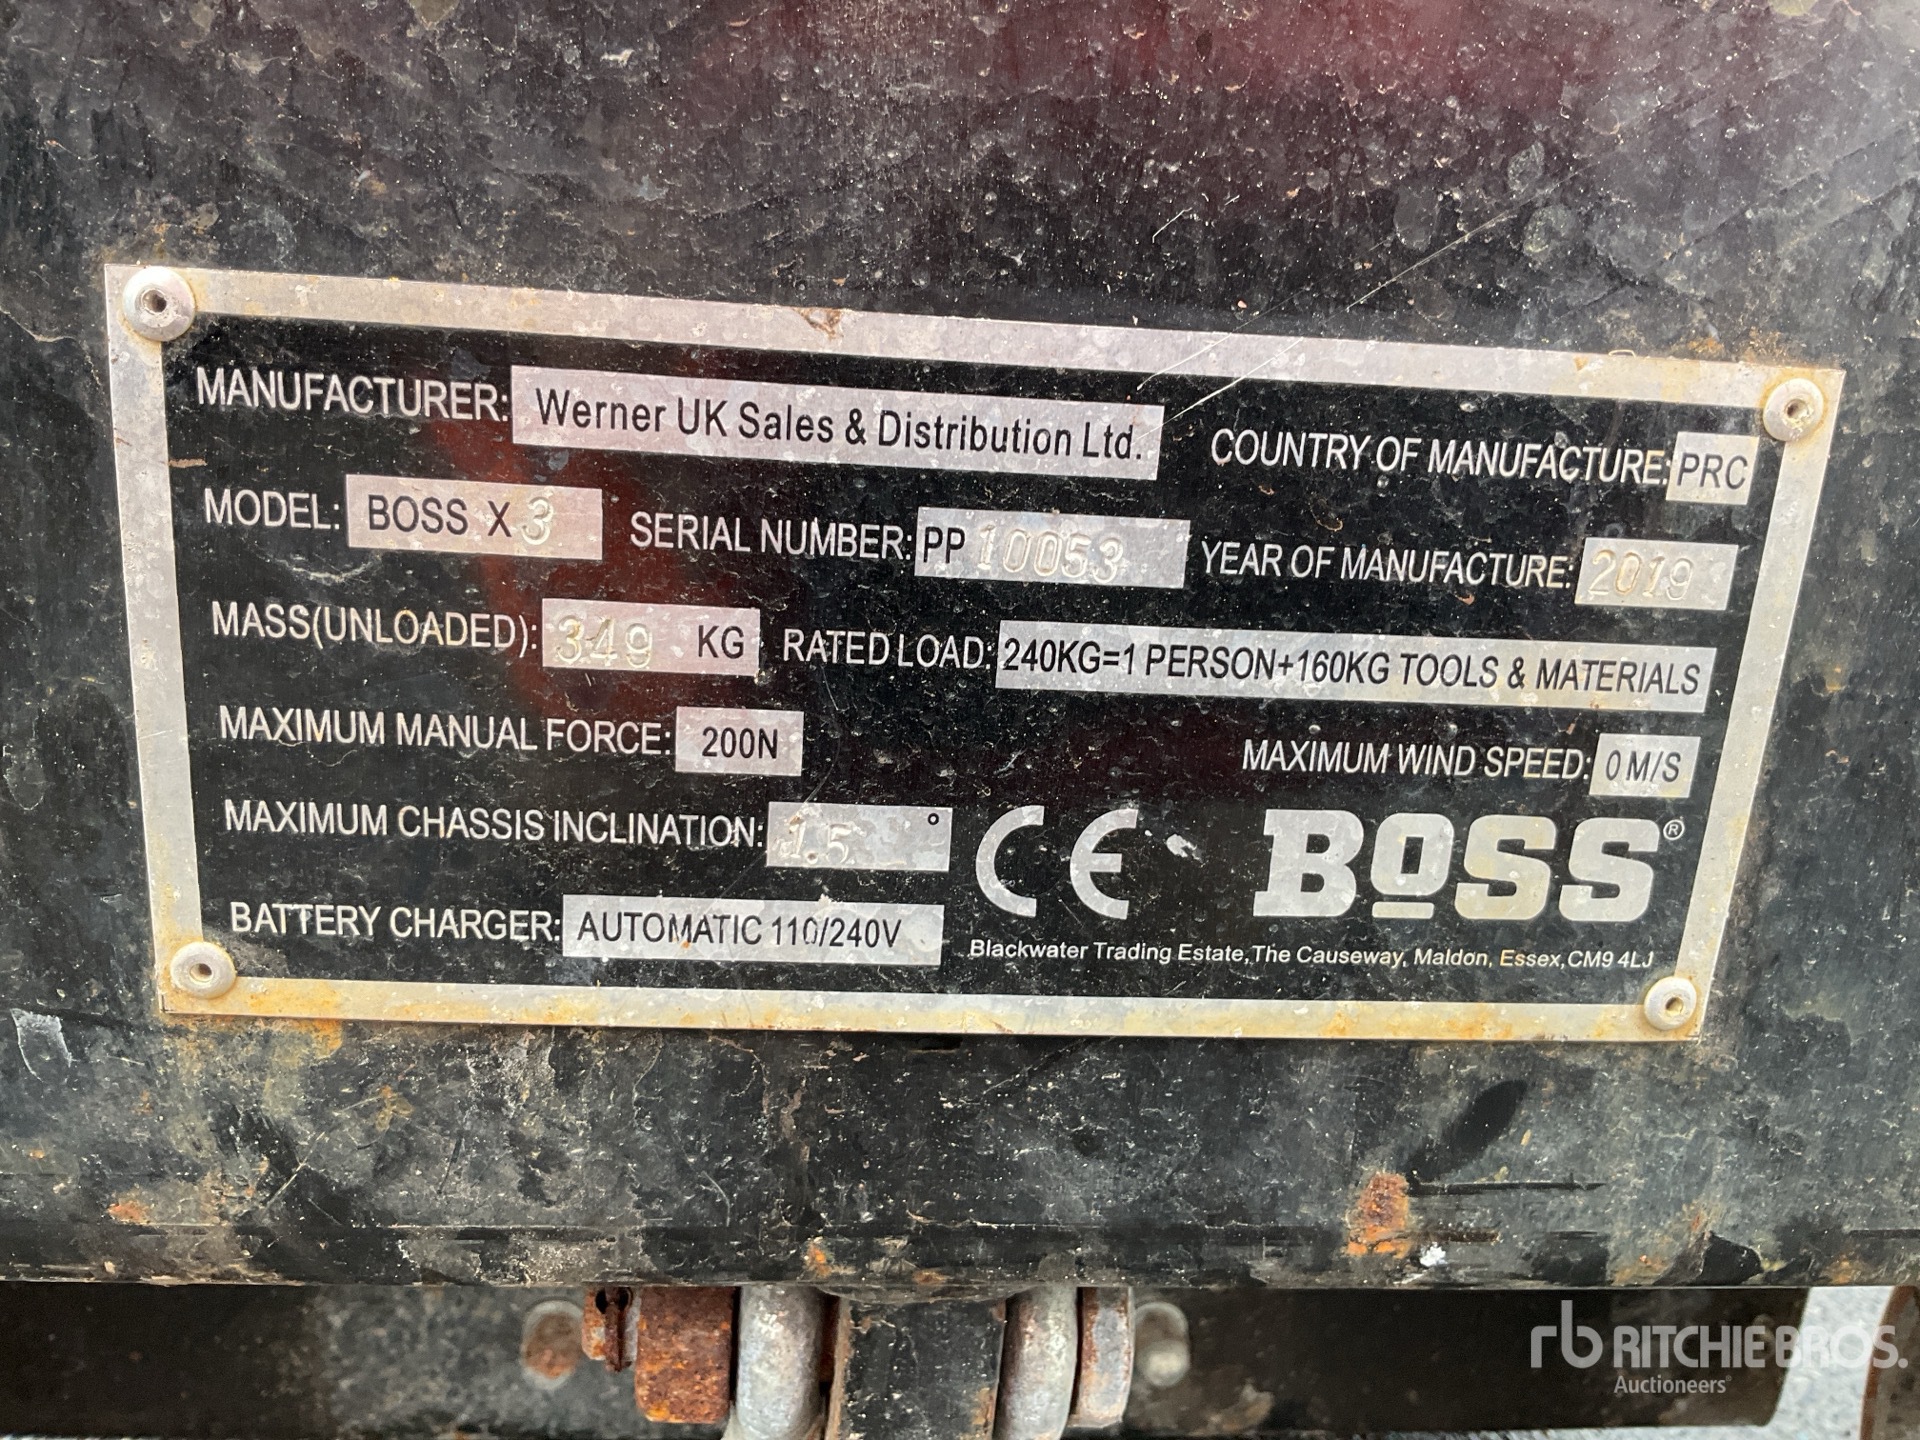 MANUFACTURER: Werner UK Sales & Distribution Ltd. COUNTRY OF MANUFACTURE: PRC
MODEL: BOSS X 3 SERIAL NUMBER: PP 10053 YEAR OF MANUFACTURE: 2019
MASS(UNLOADED): 349 KG RATED LOAD: 240KG=1 PERSON+160KG TOOLS & MATERIALS
MAXIMUM MANUAL FORCE: 200N MAXIMUM WIND SPEED: 0 M/S
MAXIMUM CHASSIS INCLINATION: 1.5 ° CE BOSS®
BATTERY CHARGER: AUTOMATIC 110/240V
Blackwater Trading Estate,The Causeway, Maldon, Essex,CM9 4LJ
rb RITCHIE BROS.
Auctioneers